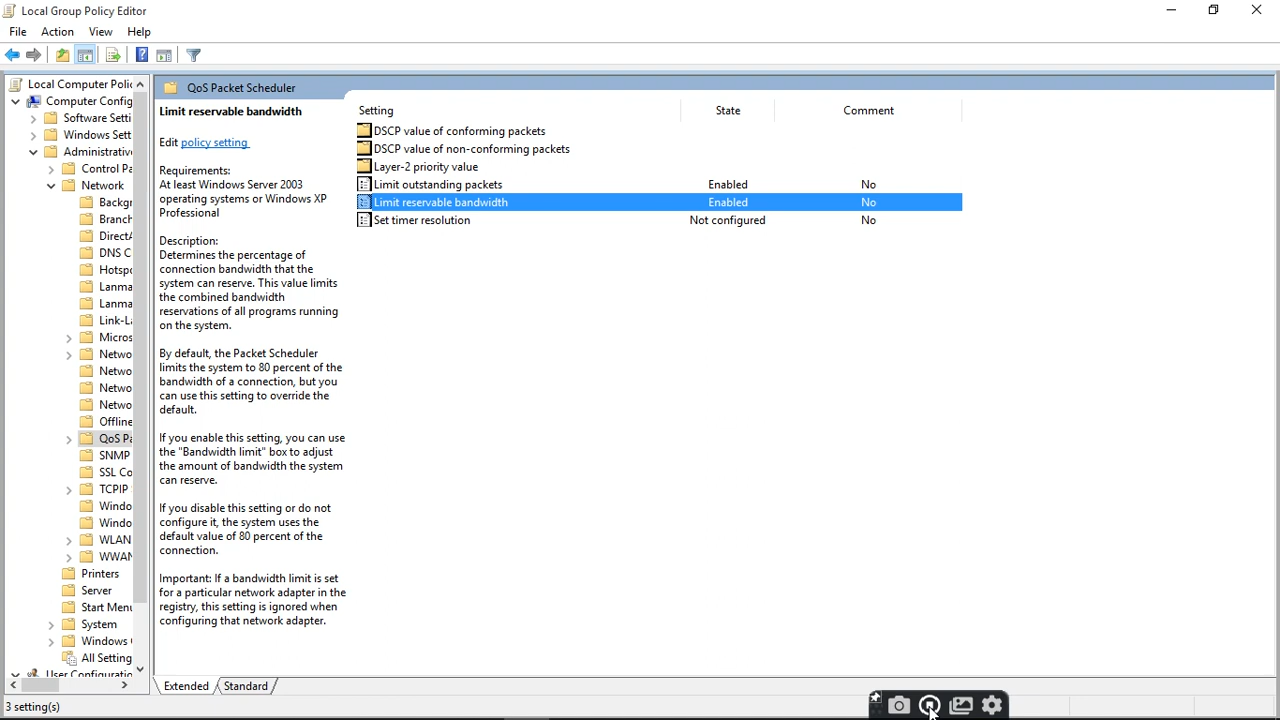 Local Group Policy Editor
File Action View Help
Local Computer Polic
Computer Config
Software Setti
Windows Sett
Administrativ
Control Pa
Network
Backgr
Branch
DirectA
DNS C
Hotspo
Lanma
Lanma
Link-La
Micros
Netwo
Netwo
Netwo
Netwo
Offline
QoS Pa
SNMP
SSL Co
TCPIP
Windo
Windo
WLAN
WWAN
Printers
Server
Start Menu
System
Windows
All Setting
User Configuratio
QoS Packet Scheduler
Limit reservable bandwidth
Edit policy setting
Requirements:
At least Windows Server 2003
operating systems or Windows XP
Professional
Description:
Determines the percentage of
connection bandwidth that the
system can reserve. This value limits
the combined bandwidth
reservations of all programs running
on the system.
By default, the Packet Scheduler
limits the system to 80 percent of the
bandwidth of a connection, but you
can use this setting to override the
default.
If you enable this setting, you can use
the "Bandwidth limit" box to adjust
the amount of bandwidth the system
can reserve.
If you disable this setting or do not
configure it, the system uses the
default value of 80 percent of the
connection.
Important: If a bandwidth limit is set
for a particular network adapter in the
registry, this setting is ignored when
configuring that network adapter.
Setting State Comment
DSCP value of conforming packets
DSCP value of non-conforming packets
Layer-2 priority value
Limit outstanding packets Enabled No
Limit reservable bandwidth Enabled No
Set timer resolution Not configured No
Extended Standard
3 setting(s)